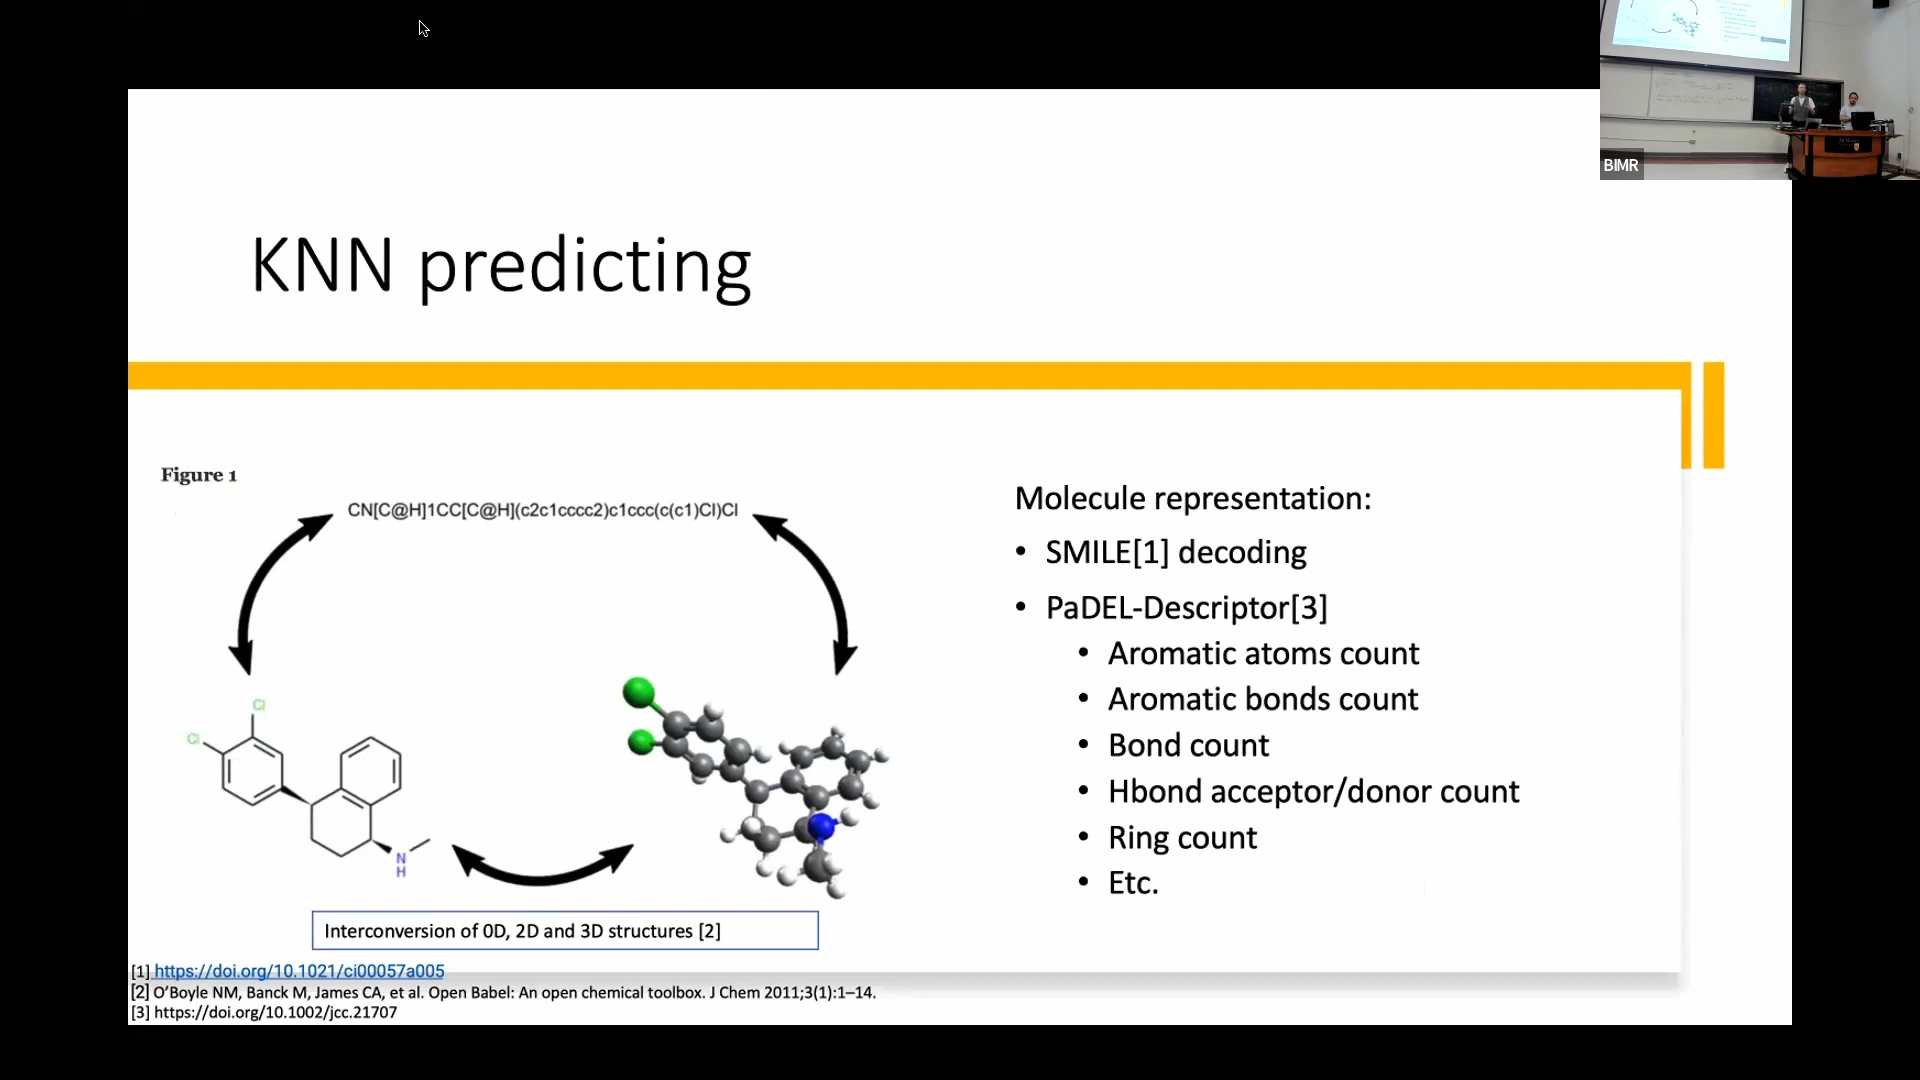 BIMR
KNN predicting
Figure 1
CN[C@H]1CC[C@H](c2c1cccc2)c1ccc(c(c1)Cl)Cl
Cl
Cl
N
H
Interconversion of 0D, 2D and 3D structures [2]
Molecule representation:
• SMILE[1] decoding
• PaDEL-Descriptor[3]
• Aromatic atoms count
• Aromatic bonds count
• Bond count
• Hbond acceptor/donor count
• Ring count
• Etc.
[1] https://doi.org/10.1021/ci00057a005
[2] O’Boyle NM, Banck M, James CA, et al. Open Babel: An open chemical toolbox. J Chem 2011;3(1):1–14.
[3] https://doi.org/10.1002/jcc.21707